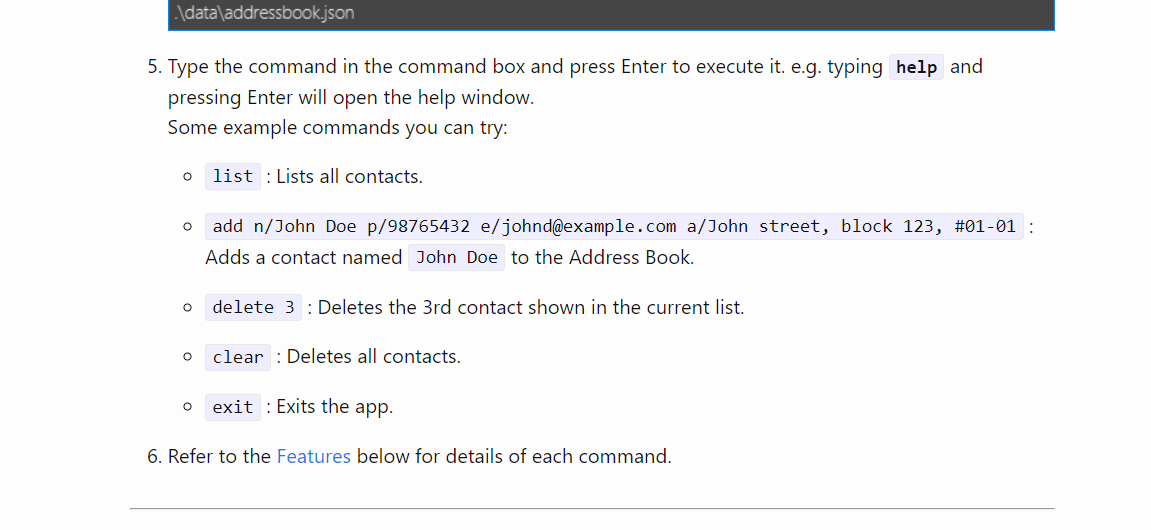 .\data\addressbook.json
5. Type the command in the command box and press Enter to execute it. e.g. typing help and
pressing Enter will open the help window.
Some example commands you can try:
list : Lists all contacts.
add n/John Doe p/98765432 e/johnd@example.com a/John street, block 123, #01-01 :
Adds a contact named John Doe to the Address Book.
delete 3 : Deletes the 3rd contact shown in the current list.
clear : Deletes all contacts.
exit : Exits the app.
6. Refer to the Features below for details of each command.